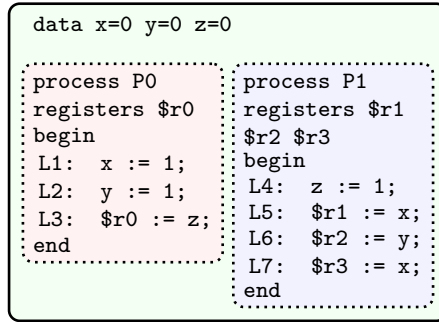 data x=0 y=0 z=0
process P0
registers $r0
begin
L1: x := 1;
L2: y := 1;
L3: $r0 := z;
end
process P1
registers $r1
$r2 $r3
begin
L4: z := 1;
L5: $r1 := x;
L6: $r2 := y;
L7: $r3 := x;
end